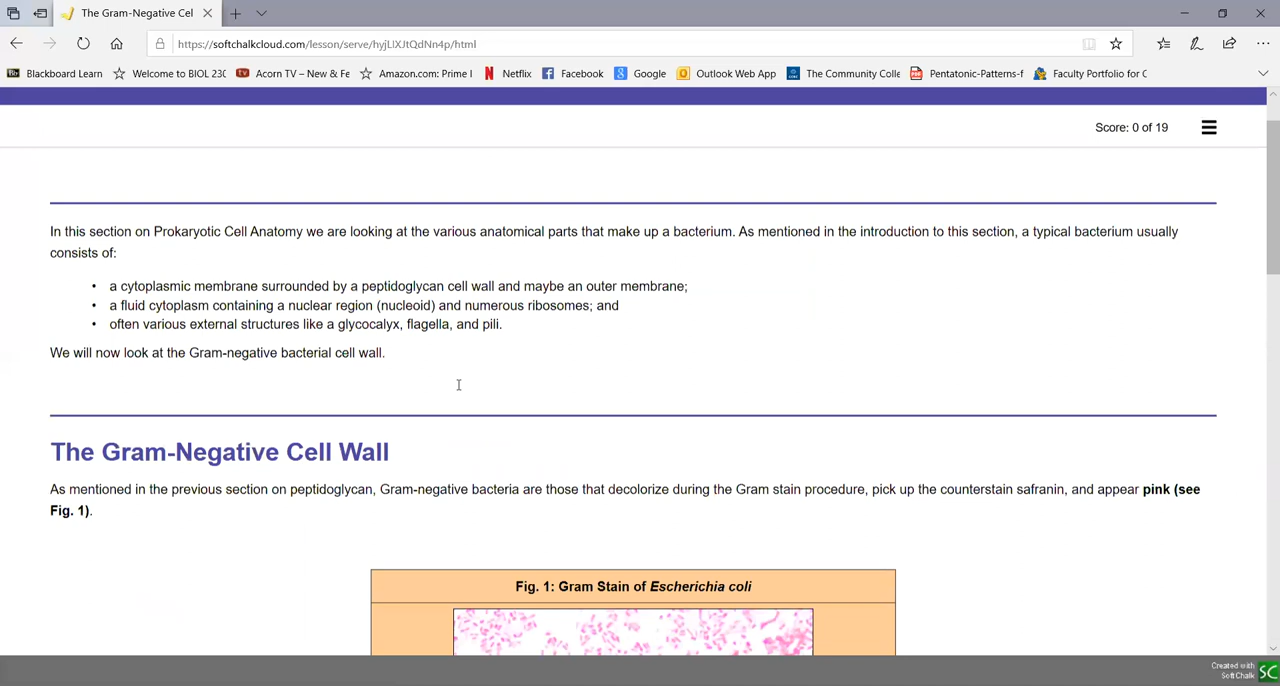 The Gram-Negative Cel
https://softchalkcloud.com/lesson/serve/hyjLlXJtQdNn4p/html
Blackboard Learn Welcome to BIOL 230 Acorn TV – New & Fe Amazon.com: Prime I Netflix Facebook Google Outlook Web App The Community Colle Pentatonic-Patterns-f Faculty Portfolio for C
Score: 0 of 19
In this section on Prokaryotic Cell Anatomy we are looking at the various anatomical parts that make up a bacterium. As mentioned in the introduction to this section, a typical bacterium usually
consists of:
• a cytoplasmic membrane surrounded by a peptidoglycan cell wall and maybe an outer membrane;
• a fluid cytoplasm containing a nuclear region (nucleoid) and numerous ribosomes; and
• often various external structures like a glycocalyx, flagella, and pili.
We will now look at the Gram-negative bacterial cell wall.
The Gram-Negative Cell Wall
As mentioned in the previous section on peptidoglycan, Gram-negative bacteria are those that decolorize during the Gram stain procedure, pick up the counterstain safranin, and appear pink (see
Fig. 1).
Fig. 1: Gram Stain of Escherichia coli
Created with
SoftChalk
SC